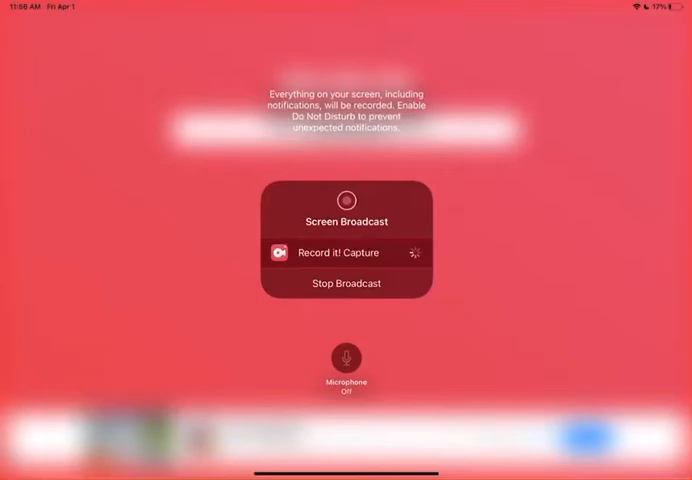 11:56 AM Fri Apr 1
17%
Everything on your screen, including
notifications, will be recorded. Enable
Do Not Disturb to prevent
unexpected notifications.
Screen Broadcast
Record it! Capture
Stop Broadcast
Microphone
Off